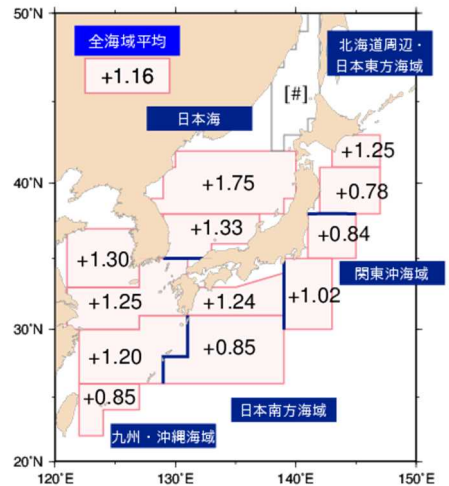 50˚N
全海域平均
+1.16
北海道周辺・
日本東方海域
[#]
日本海
+1.25
40˚N
+1.75
+0.78
+1.33
+0.84
+1.30
関東沖海域
+1.25
+1.24
+1.02
30˚N
+1.20
+0.85
+0.85
日本南方海域
九州・沖縄海域
20˚N
120˚E
130˚E
140˚E
150˚E